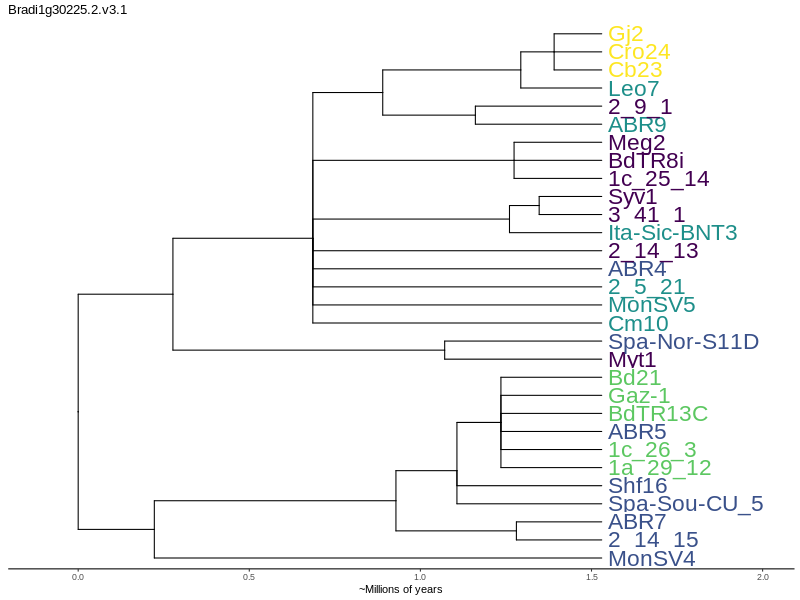 Bradi1g30225.2.v3.1
Gj2
Cro24
Cb23
Leo7
2_9_1
ABR9
Meg2
BdTR8i
1c_25_14
Syv1
3_41_1
Ita-Sic-BNT3
2_14_13
ABR4
2_5_21
MonSV5
Cm10
Spa-Nor-S11D
Mvt1
Bd21
Gaz-1
BdTR13C
ABR5
1c_26_3
1a_29_12
Shf16
Spa-Sou-CU_5
ABR7
2_14_15
MonSV4
0.0 0.5 1.0 1.5 2.0
~Millions of years